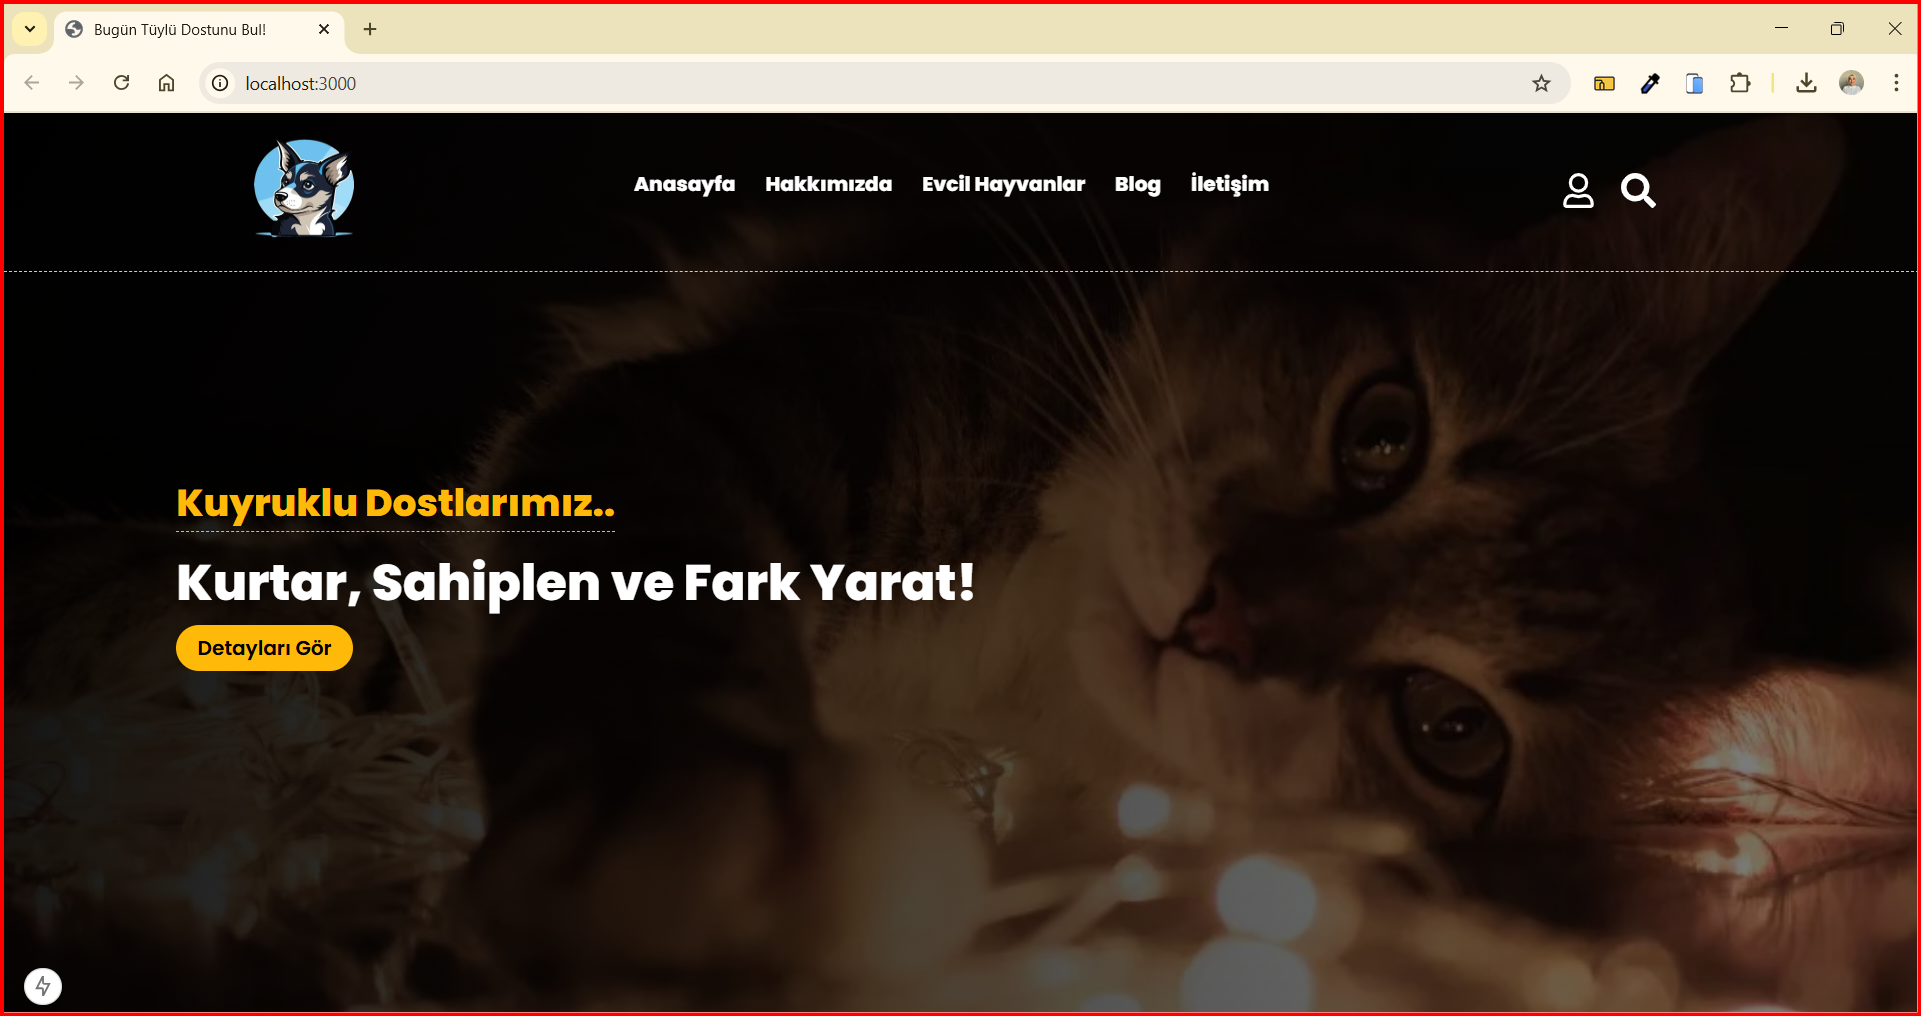 Bugün Tüylü Dostunu Bul!
localhost:3000
Anasayfa Hakkımızda Evcil Hayvanlar Blog İletişim
Kuyruklu Dostlarımız..
Kurtar, Sahiplen ve Fark Yarat!
Detayları Gör